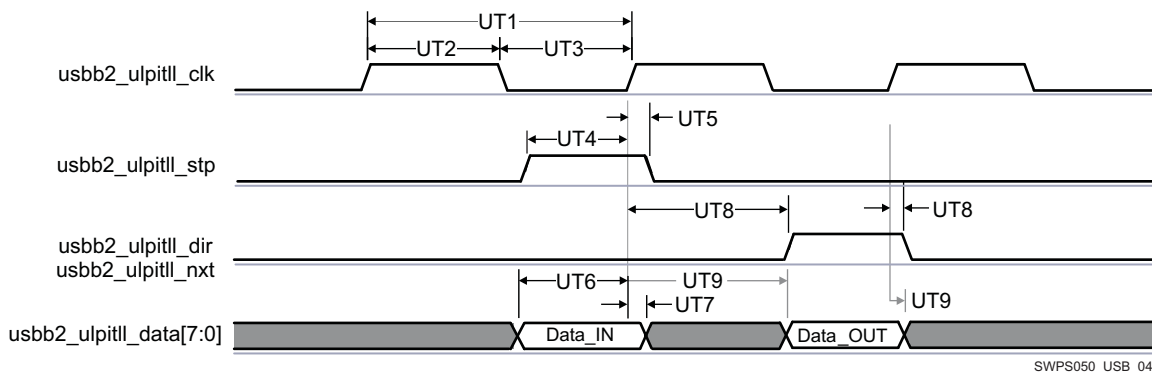 UT1
UT2 UT3
usbb2_ulpitll_clk
UT5
UT4
usbb2_ulpitll_stp
UT8 UT8
usbb2_ulpitll_dir
usbb2_ulpitll_nxt
UT6 UT9
UT7 UT9
usbb2_ulpitll_data[7:0] Data_IN Data_OUT
SWPS050_USB_04